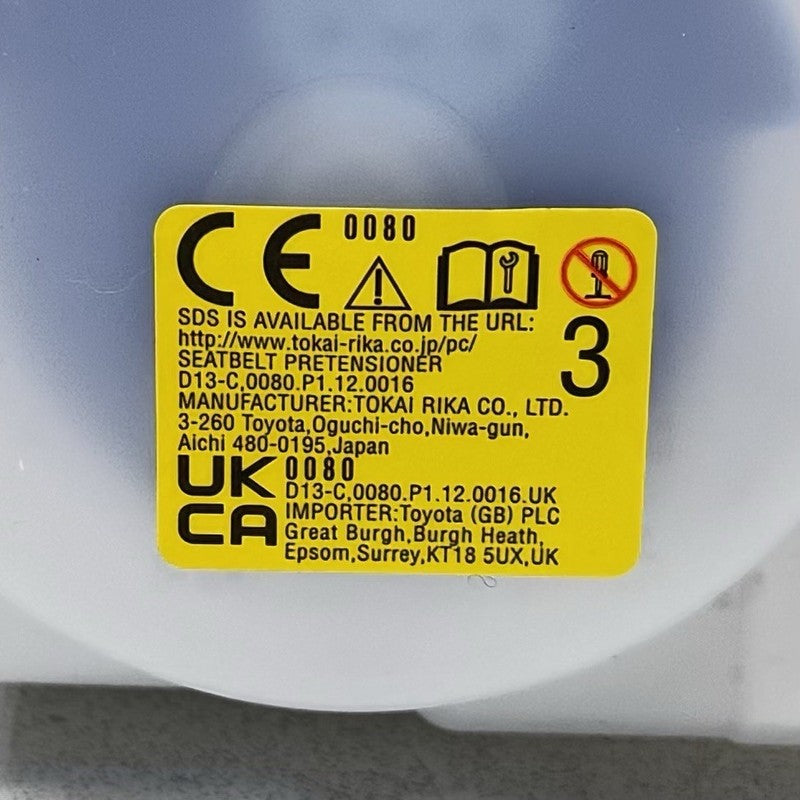 CE 0080
SDS IS AVAILABLE FROM THE URL:
http://www.tokai-rika.co.jp/pc/
SEATBELT PRETENSIONER
D13-C,0080.P1.12.0016
3
MANUFACTURER:TOKAI RIKA CO., LTD.
3-260 Toyota,Oguchi-cho,Niwa-gun,
Aichi 480-0195,Japan
UK
CA
0080
D13-C,0080.P1.12.0016.UK
IMPORTER:Toyota (GB) PLC
Great Burgh,Burgh Heath,
Epsom,Surrey,KT18 5UX,UK